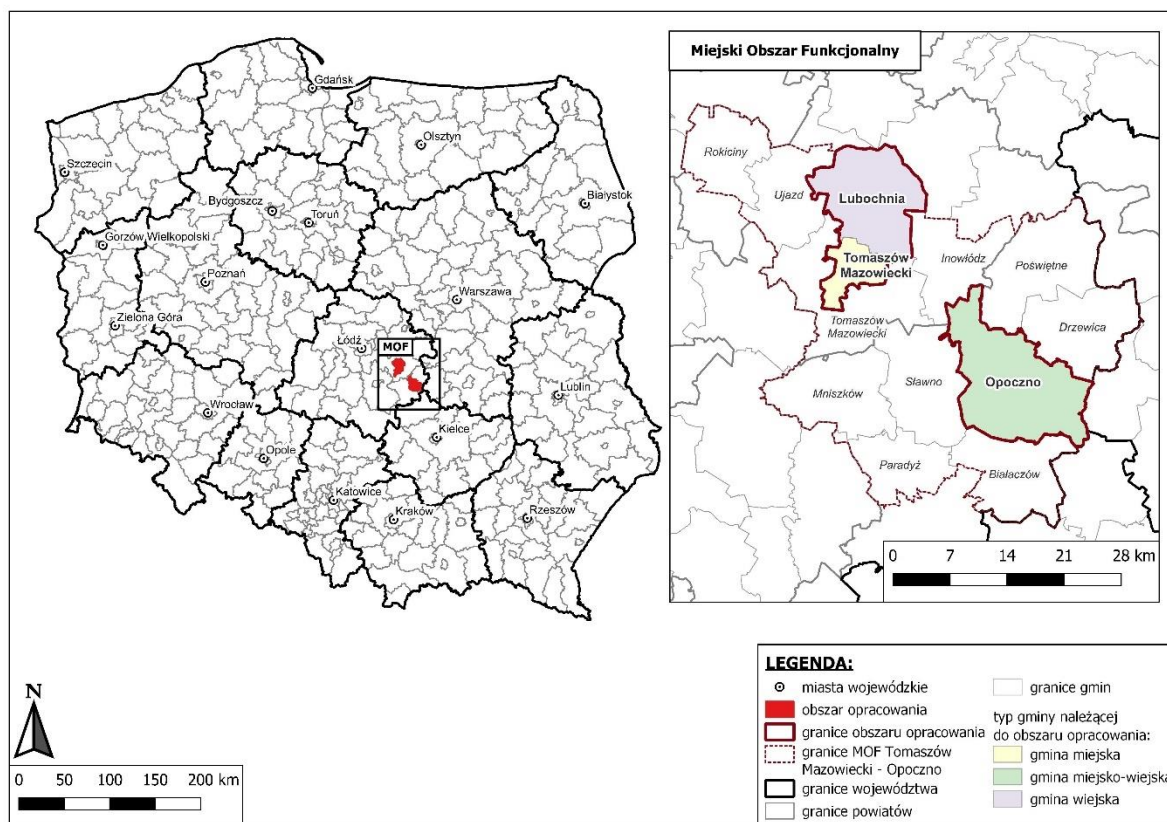 Gdańsk
Olsztyn
Szczecin
Białystok
Bydgoszcz
Toruń
Gorzów Wielkopolski
Poznań
Warszawa
Zielona Góra
Łódź
MOF
Lublin
Wrocław
Kielce
Opole
Katowice
Kraków
Rzeszów
N
0 50 100 150 200 km
Miejski Obszar Funkcjonalny
Rokiciny
Ujazd
Lubochnia
Tomaszów
Mazowiecki
Inowłódz
Poświętne
Tomaszów
Mazowiecki
Drzewica
Sławno
Opoczno
Mniszków
Paradyż
Białaczów
0 7 14 21 28 km
LEGENDA:
miasta wojewódzkie
obszar opracowania
granice obszaru opracowania
granice MOF Tomaszów
Mazowiecki - Opoczno
granice województwa
granice powiatów
granice gmin
typ gminy należącej
do obszaru opracowania:
gmina miejska
gmina miejsko-wiejska
gmina wiejska